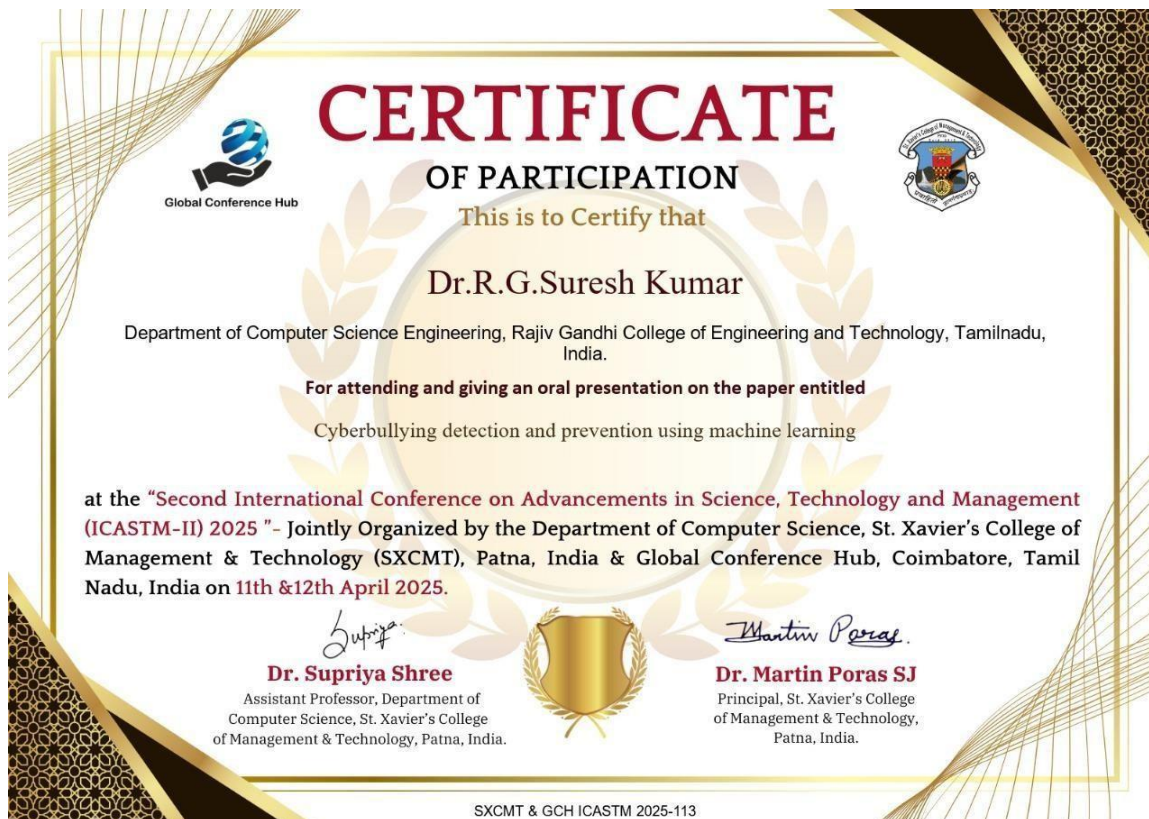 CERTIFICATE
OF PARTICIPATION
Global Conference Hub
This is to Certify that
Dr.R.G.Suresh Kumar
Department of Computer Science Engineering, Rajiv Gandhi College of Engineering and Technology, Tamilnadu,
India.
For attending and giving an oral presentation on the paper entitled
Cyberbullying detection and prevention using machine learning
at the “Second International Conference on Advancements in Science, Technology and Management
(ICASTM-II) 2025 ”- Jointly Organized by the Department of Computer Science, St. Xavier’s College of
Management & Technology (SXCMT), Patna, India & Global Conference Hub, Coimbatore, Tamil
Nadu, India on 11th &12th April 2025.
Supriya.
Martin Poras.
Dr. Supriya Shree
Assistant Professor, Department of
Computer Science, St. Xavier’s College
of Management & Technology, Patna, India.
Dr. Martin Poras SJ
Principal, St. Xavier’s College
of Management & Technology,
Patna, India.
SXCMT & GCH ICASTM 2025-113